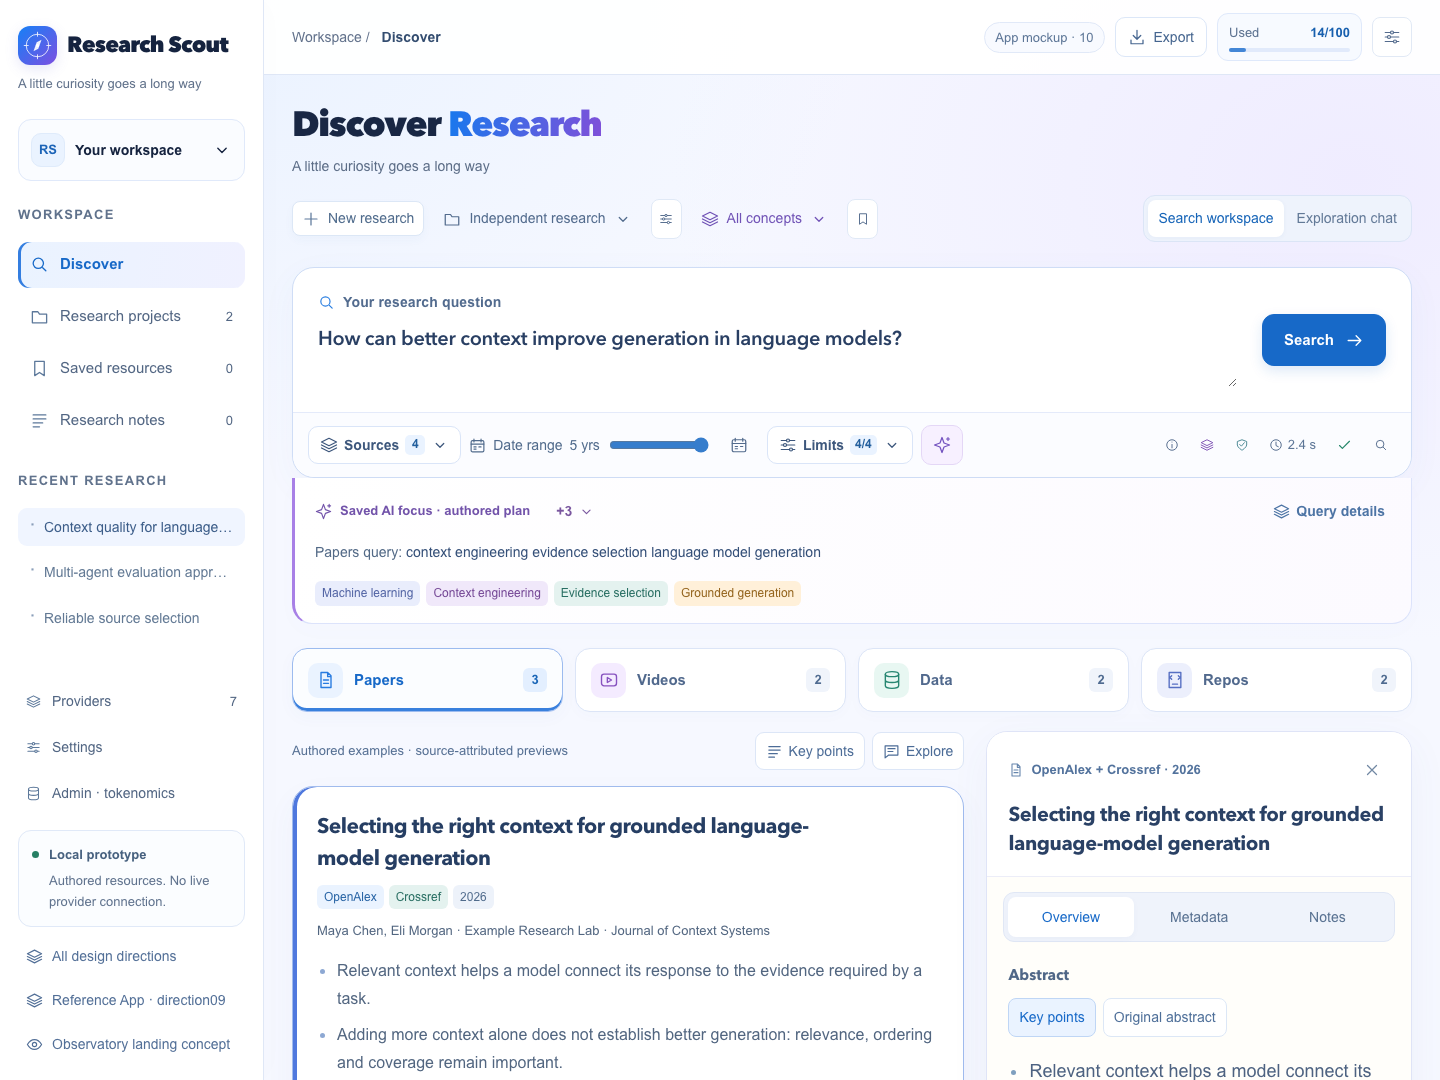 Research Scout
A little curiosity goes a long way
RS
Your workspace
WORKSPACE
Discover
Research projects 2
Saved resources 0
Research notes 0
RECENT RESEARCH
Context quality for language…
Multi-agent evaluation appr…
Reliable source selection
Providers 7
Settings
Admin · tokenomics
Local prototype
Authored resources. No live
provider connection.
All design directions
Reference App · direction09
Observatory landing concept
Workspace / Discover
App mockup · 10
Export
Used 14/100
Discover Research
A little curiosity goes a long way
New research
Independent research
All concepts
Search workspace
Exploration chat
Your research question
How can better context improve generation in language models?
Search
Sources 4
Date range 5 yrs
Limits 4/4
2.4 s
Saved AI focus · authored plan +3
Query details
Papers query: context engineering evidence selection language model generation
Machine learning
Context engineering
Evidence selection
Grounded generation
Papers 3
Videos 2
Data 2
Repos 2
Authored examples · source-attributed previews
Key points
Explore
Selecting the right context for grounded language-
model generation
OpenAlex
Crossref
2026
Maya Chen, Eli Morgan · Example Research Lab · Journal of Context Systems
Relevant context helps a model connect its response to the evidence required by a
task.
Adding more context alone does not establish better generation: relevance, ordering
and coverage remain important.
OpenAlex + Crossref · 2026
Selecting the right context for grounded
language-model generation
Overview
Metadata
Notes
Abstract
Key points
Original abstract
Relevant context helps a model connect its